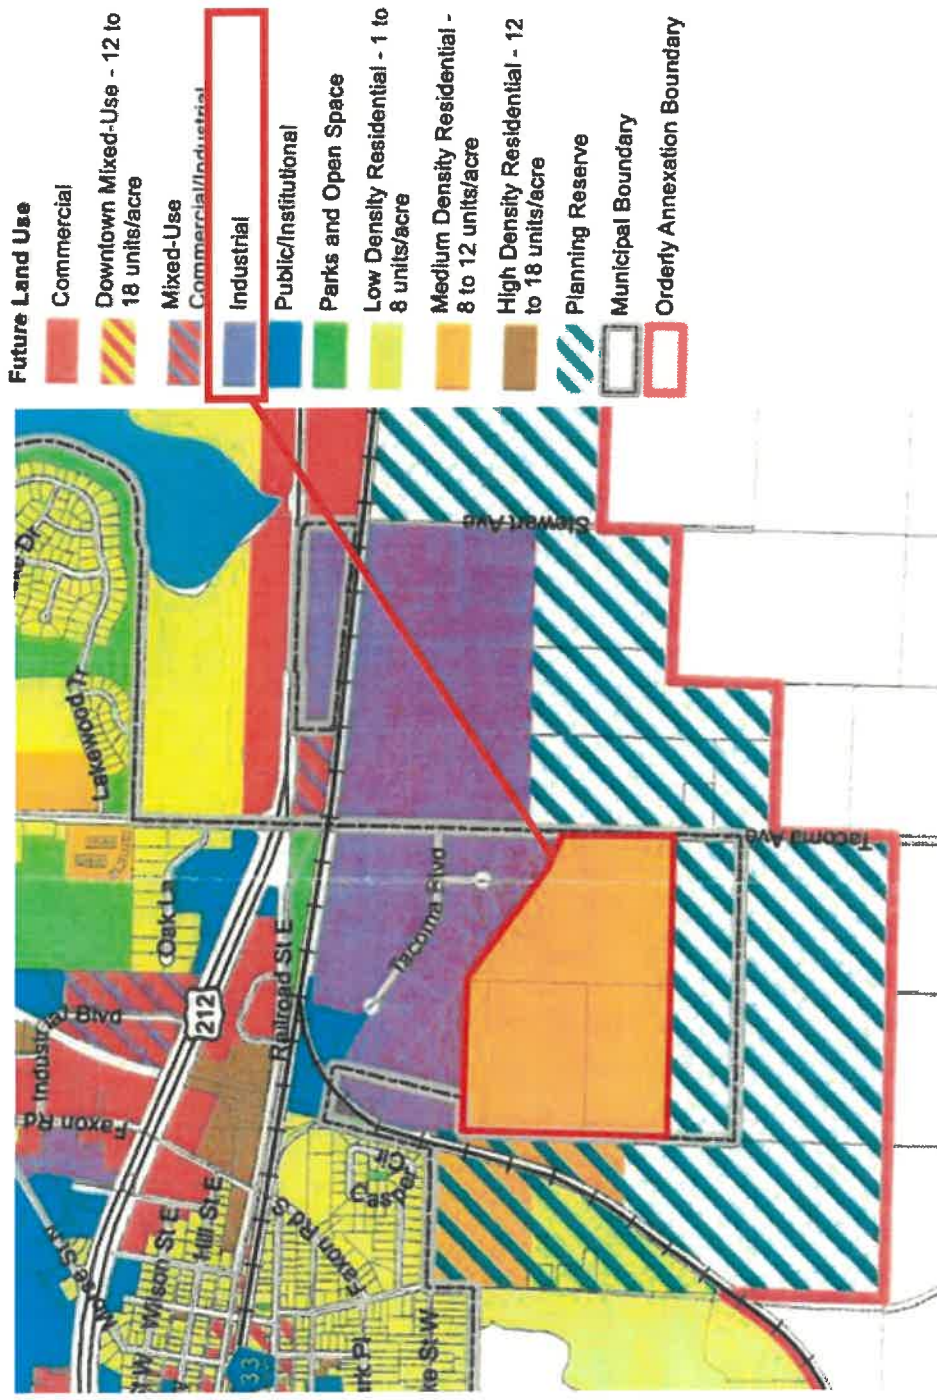 Future Land Use
Commercial
Downtown Mixed-Use - 12 to
18 units/acre
Mixed-Use
Commercial/Industrial
Industrial
Public/Institutional
Parks and Open Space
Low Density Residential - 1 to
8 units/acre
Medium Density Residential -
8 to 12 units/acre
High Density Residential - 12
to 18 units/acre
Planning Reserve
Municipal Boundary
Orderly Annexation Boundary
Dr
Lakewood Tr
Stewart Ave
Oak La
Industrial Blvd
212
Faxon Rd
Railroad St E
Tacoma Blvd
Tacoma Ave
Wilson St E
Hill St E
Faxon Rd S
Casper Cir
St W
33